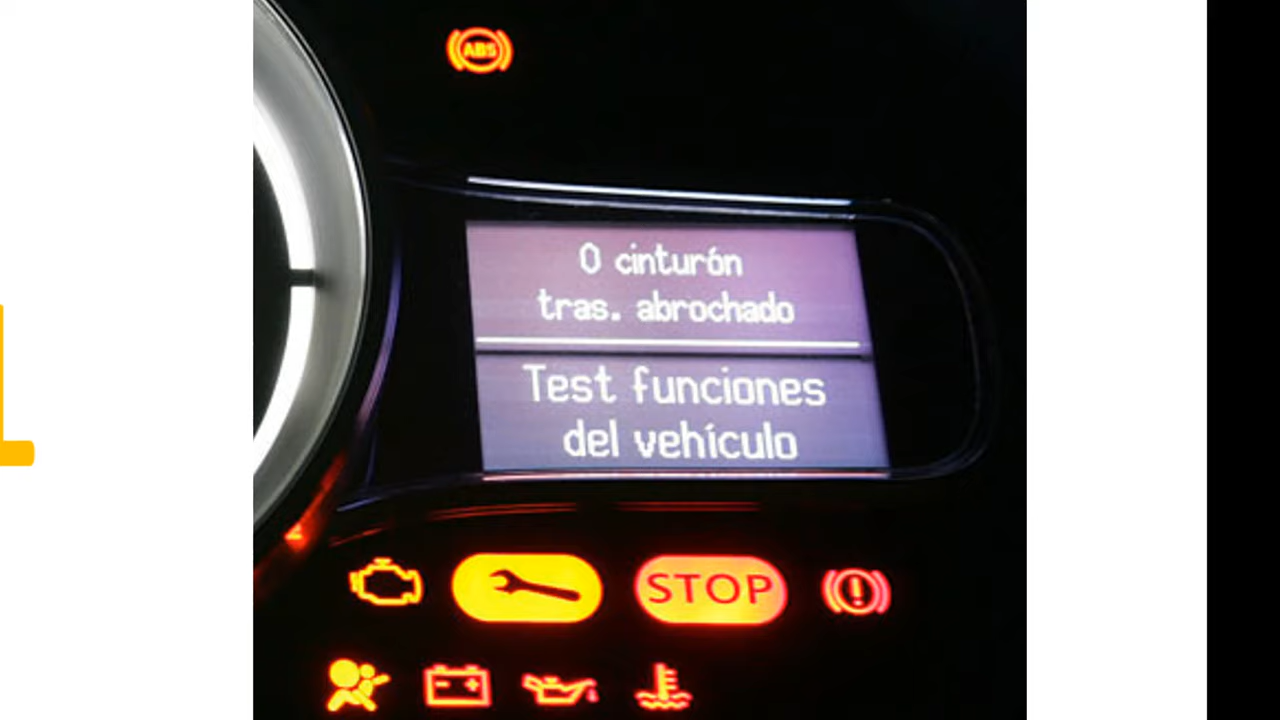 ABS
0 cinturón
tras. abrochado
Test funciones
del vehículo
STOP